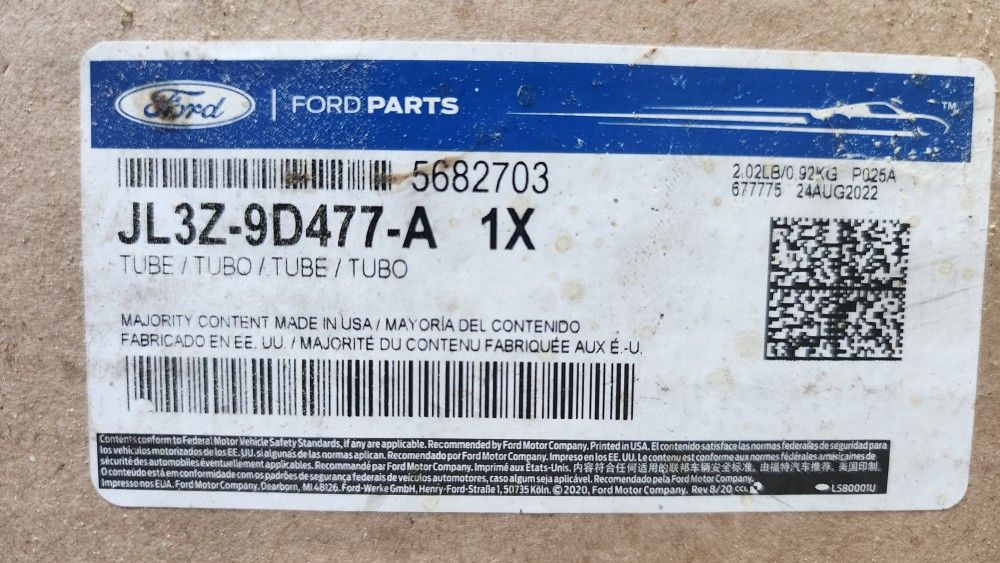 Ford | FORD PARTS
TM
5682703
2.02LB/0.92KG P025A
677775 24AUG2022
JL3Z-9D477-A 1X
TUBE / TUBO / TUBE / TUBO
MAJORITY CONTENT MADE IN USA / MAYORÍA DEL CONTENIDO
FABRICADO EN EE. UU. / MAJORITÉ DU CONTENU FABRIQUÉE AUX É.-U.
Contents conform to Federal Motor Vehicle Safety Standards, if any are applicable. Recommended by Ford Motor Company, Printed in USA. El contenido satisface las normas federales de seguridad para
los vehículos motorizados de los EE. UU. si algunas de las normas son aplicables. Recomendado por Ford Motor Company. Impreso en los EE. UU. Le contenu est conforme aux normes fédérales américaines de
sécurité des automobiles éventuellement applicables. Recommandé par Ford Motor Company. Imprimé aux États-Unis. 内容符合任何适用的联邦车辆安全标准. 由福特汽车推荐. 美国印制.
O conteúdo está em conformidade com os padrões de segurança federais de veículos automotores, caso algum seja aplicável. Recomendado pela Ford Motor Company.
Impresso nos EUA. Ford Motor Company, Dearborn, MI 48126. Ford-Werke GmbH, Henry-Ford-Straße 1, 50735 Köln. © 2020, Ford Motor Company. Rev 8/20 CCL LSB0001U